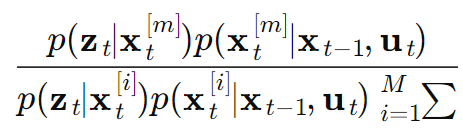 p(𝐳_t|𝐱_t^{[m]})p(𝐱_t^{[m]}|𝐱_{t−1}, 𝐮_t)
p(𝐳_t|𝐱_t^{[i]})p(𝐱_t^{[i]}|𝐱_{t−1}, 𝐮_t) _{i=1}^{M}∑